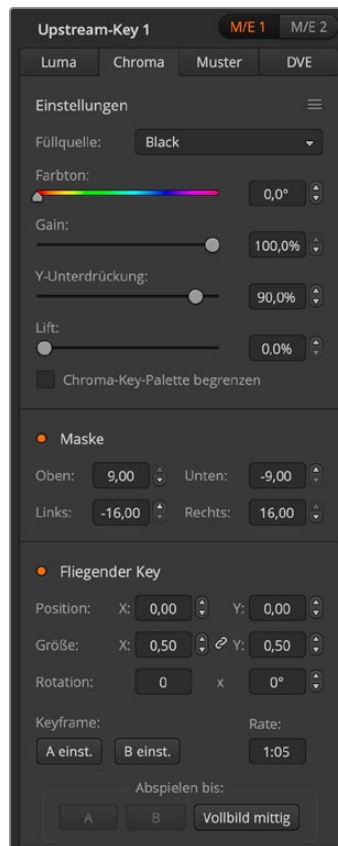 Upstream-Key 1 M/E 1 M/E 2
Luma Chroma Muster DVE
Einstellungen
Füllquelle: Black
Farbton:
0,0°
Gain:
100,0%
Y-Unterdrückung:
90,0%
Lift:
0,0%
Chroma-Key-Palette begrenzen
Maske
Oben: 9,00 Unten: -9,00
Links: -16,00 Rechts: 16,00
Fliegender Key
Position: X: 0,00 Y: 0,00
Größe: X: 0,50 Y: 0,50
Rotation: 0 x 0°
Keyframe: Rate:
A einst. B einst. 1:05
Abspielen bis:
A B Vollbild mittig